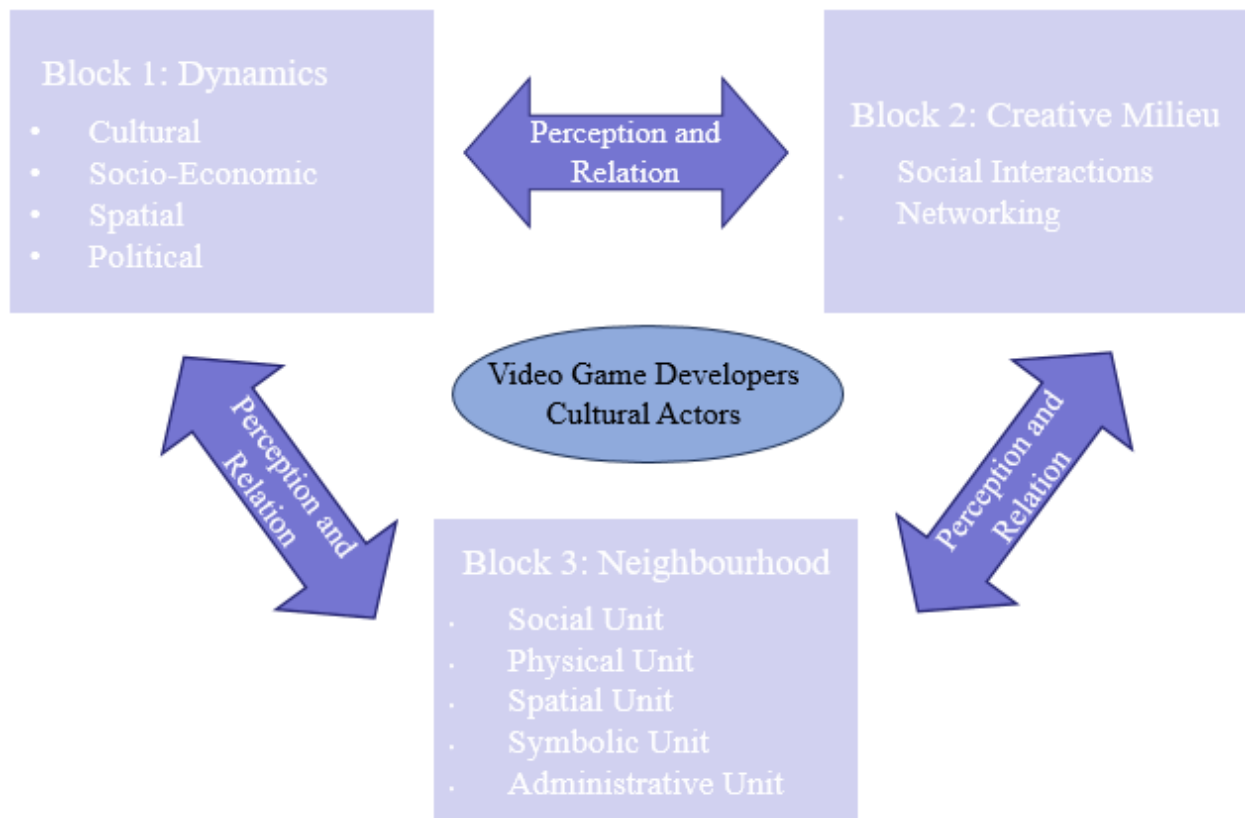 Block 1: Dynamics
• Cultural
• Socio-Economic
• Spatial
• Political
Perception and
Relation
Block 2: Creative Milieu
· Social Interactions
· Networking
Video Game Developers
Cultural Actors
Perception and
Relation
Perception and
Relation
Block 3: Neighbourhood
· Social Unit
· Physical Unit
· Spatial Unit
· Symbolic Unit
· Administrative Unit